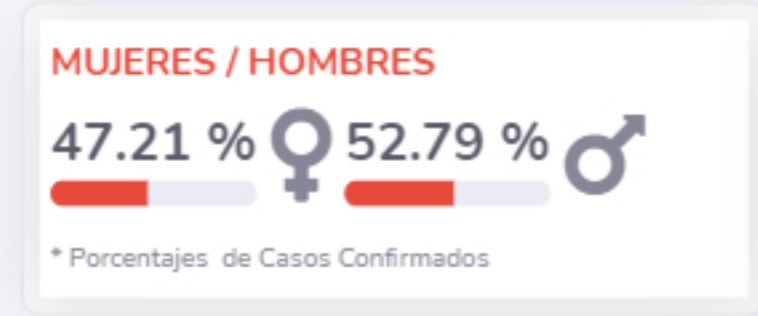 MUJERES / HOMBRES
47.21 % 52.79 %
* Porcentajes de Casos Confirmados